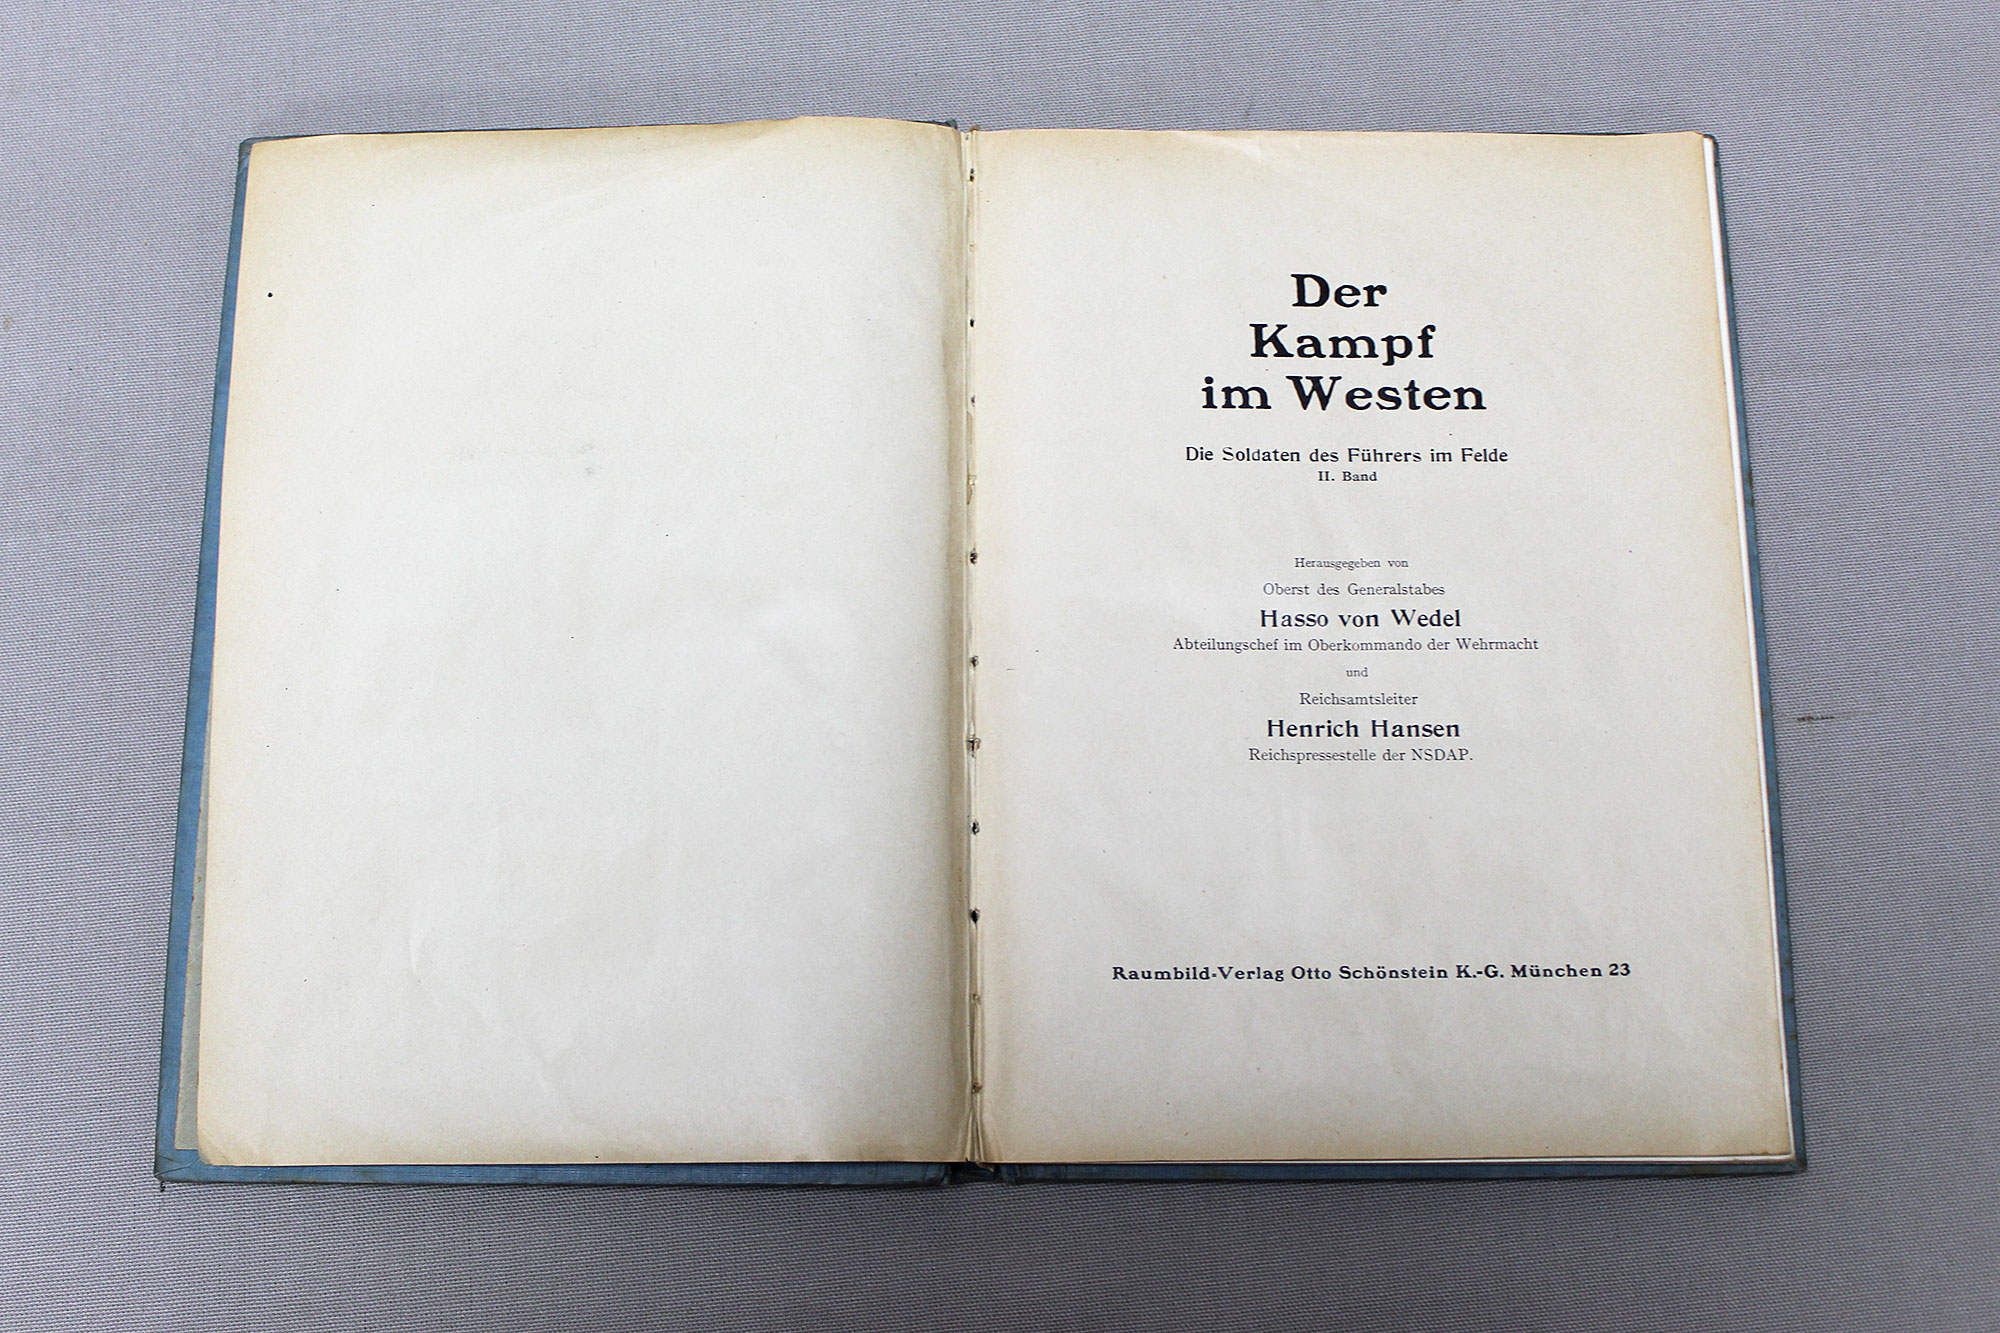 Der
Kampf
im Westen
Die Soldaten des Führers im Felde
II. Band
Herausgegeben von
Oberst des Generalstabes
Hasso von Wedel
Abteilungschef im Oberkommando der Wehrmacht
und
Reichsamtsleiter
Henrich Hansen
Reichspressestelle der NSDAP.
Raumbild-Verlag Otto Schönstein K.-G. München 23